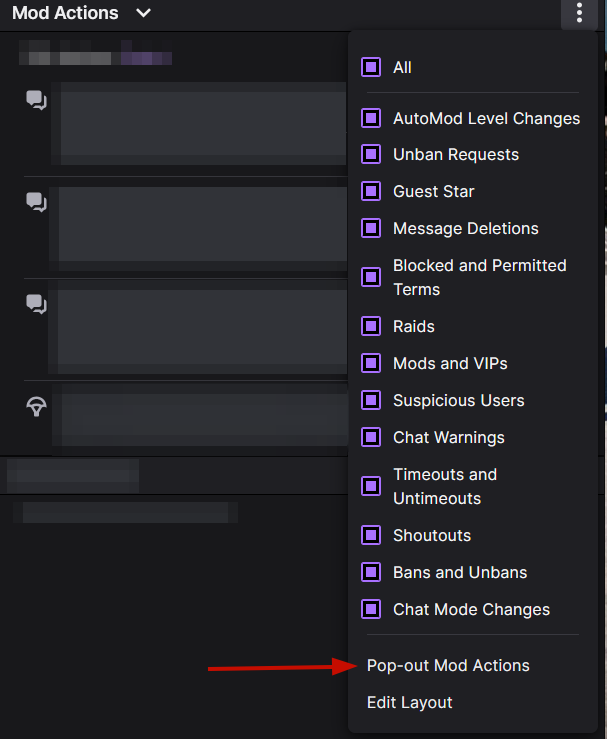 Mod Actions
All
AutoMod Level Changes
Unban Requests
Guest Star
Message Deletions
Blocked and Permitted
Terms
Raids
Mods and VIPs
Suspicious Users
Chat Warnings
Timeouts and
Untimeouts
Shoutouts
Bans and Unbans
Chat Mode Changes
Pop-out Mod Actions
Edit Layout